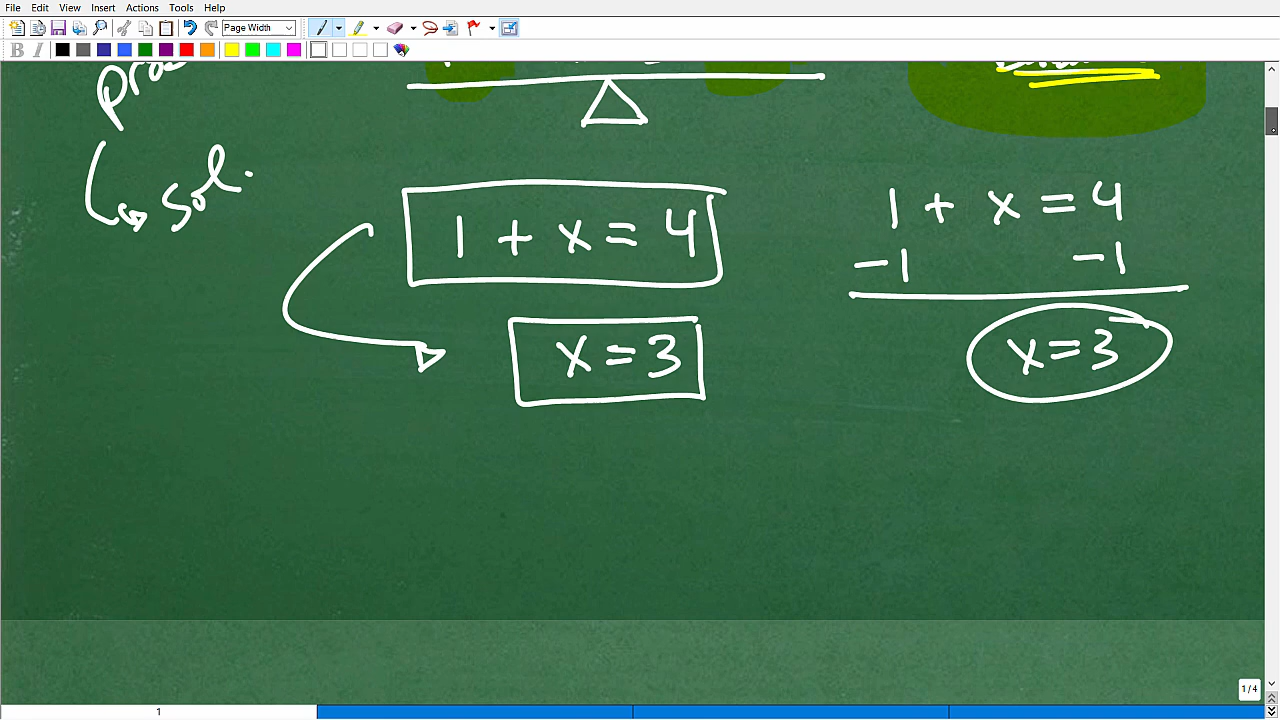 File Edit View Insert Actions Tools Help
Page Width
B I
sol.
1 + x = 4
x = 3
1 + x = 4
-1 -1
x = 3
1/4
1